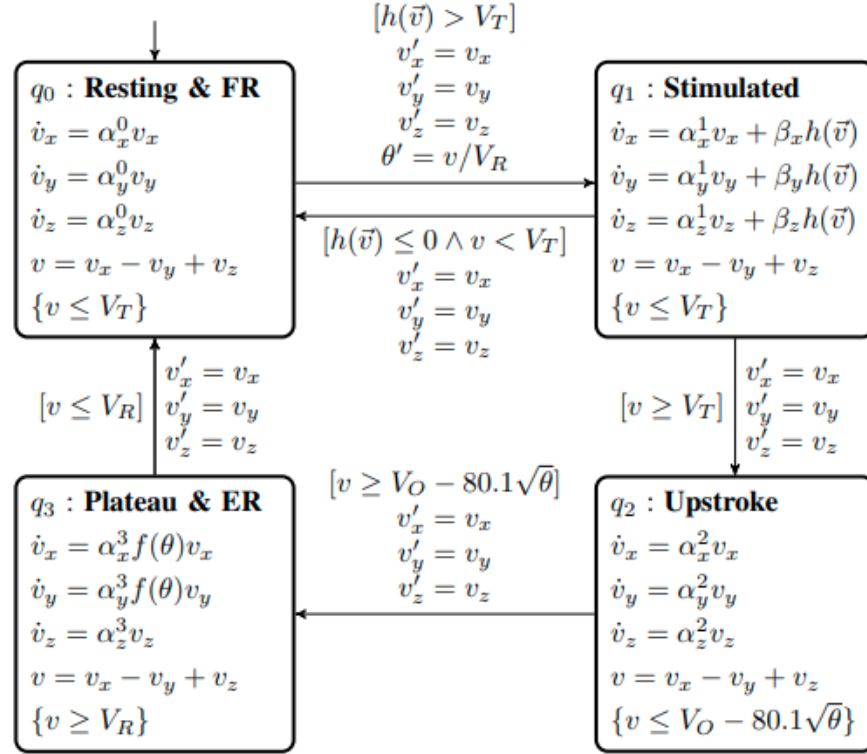 [h(v⃗) > V_T]
v′_x = v_x
v′_y = v_y
v′_z = v_z
θ′ = v/V_R
q_0 : Resting & FR
v̇_x = α_x^0 v_x
v̇_y = α_y^0 v_y
v̇_z = α_z^0 v_z
v = v_x − v_y + v_z
{v ≤ V_T}
q_1 : Stimulated
v̇_x = α_x^1 v_x + β_x h(v⃗)
v̇_y = α_y^1 v_y + β_y h(v⃗)
v̇_z = α_z^1 v_z + β_z h(v⃗)
v = v_x − v_y + v_z
{v ≤ V_T}
[h(v⃗) ≤ 0 ∧ v < V_T]
v′_x = v_x
v′_y = v_y
v′_z = v_z
[v ≤ V_R]
v′_x = v_x
v′_y = v_y
v′_z = v_z
[v ≥ V_T]
v′_x = v_x
v′_y = v_y
v′_z = v_z
q_3 : Plateau & ER
v̇_x = α_x^3 f(θ)v_x
v̇_y = α_y^3 f(θ)v_y
v̇_z = α_z^3 v_z
v = v_x − v_y + v_z
{v ≥ V_R}
[v ≥ V_O − 80.1√θ]
v′_x = v_x
v′_y = v_y
v′_z = v_z
q_2 : Upstroke
v̇_x = α_x^2 v_x
v̇_y = α_y^2 v_y
v̇_z = α_z^2 v_z
v = v_x − v_y + v_z
{v ≤ V_O − 80.1√θ}